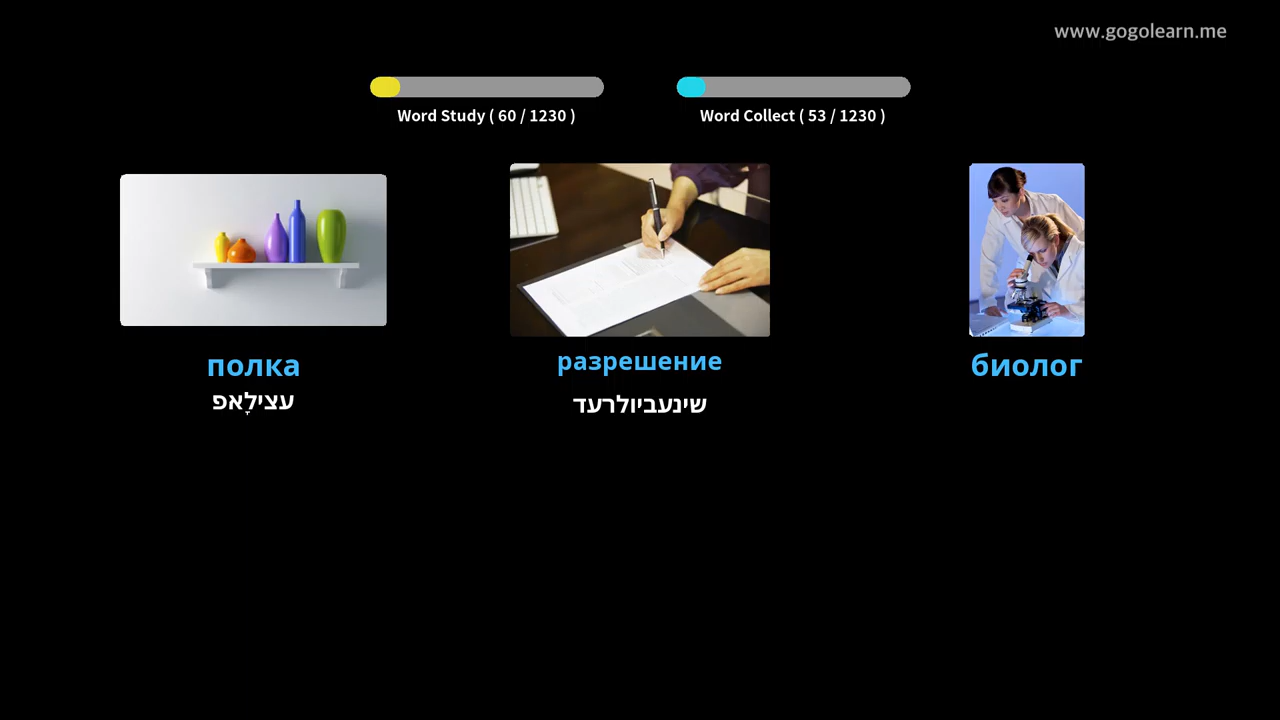 www.gogolearn.me
Word Study ( 60 / 1230 )
Word Collect ( 53 / 1230 )
полка
עצילָאפ
разрешение
שינעביולרעד
биолог